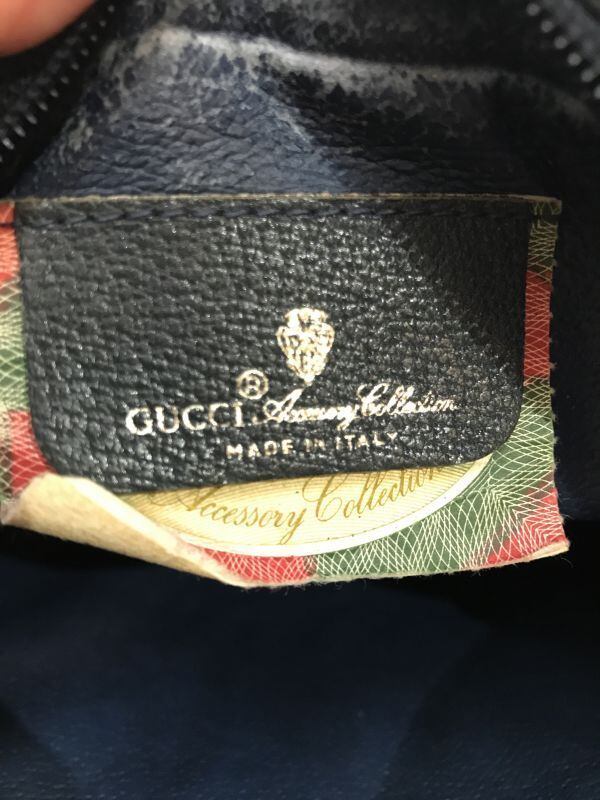 ® GUCCI Accessory Collection
MADE IN ITALY
Accessory Collection